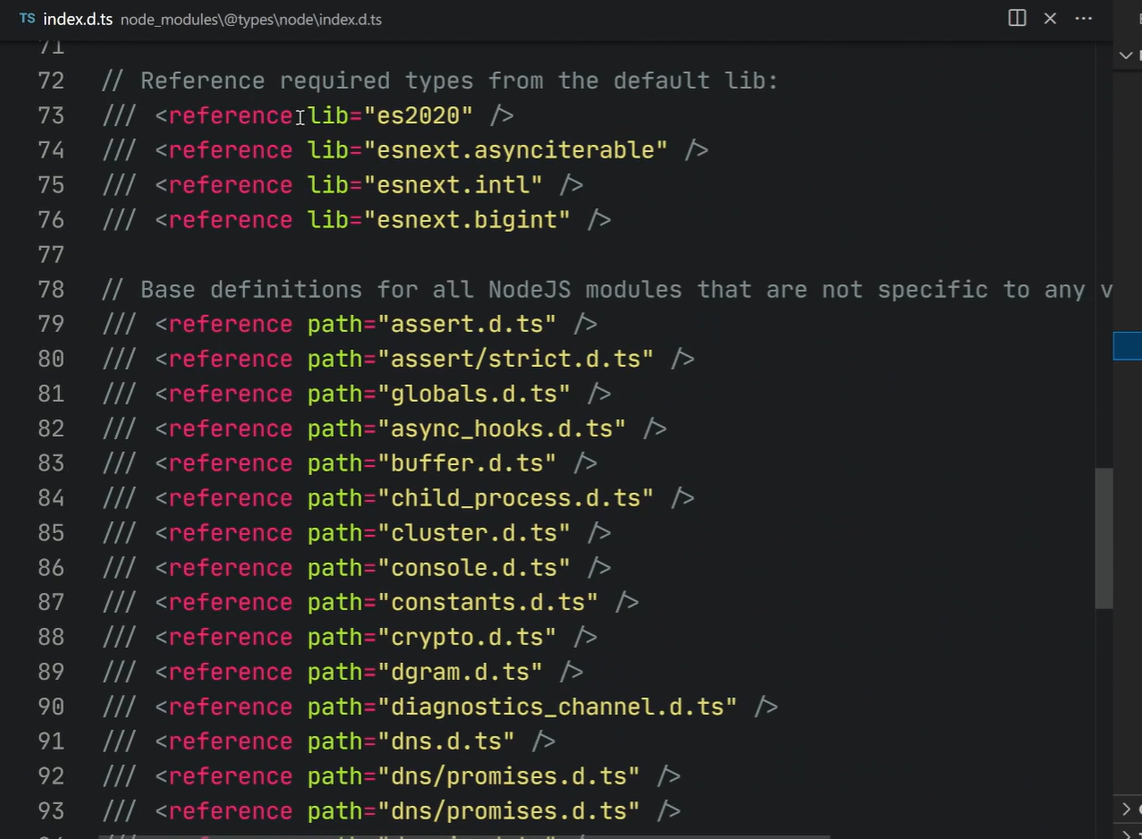 TS index.d.ts node_modules\@types\node\index.d.ts
71
72 // Reference required types from the default lib:
73 /// <reference lib="es2020" />
74 /// <reference lib="esnext.asynciterable" />
75 /// <reference lib="esnext.intl" />
76 /// <reference lib="esnext.bigint" />
77
78 // Base definitions for all NodeJS modules that are not specific to any v
79 /// <reference path="assert.d.ts" />
80 /// <reference path="assert/strict.d.ts" />
81 /// <reference path="globals.d.ts" />
82 /// <reference path="async_hooks.d.ts" />
83 /// <reference path="buffer.d.ts" />
84 /// <reference path="child_process.d.ts" />
85 /// <reference path="cluster.d.ts" />
86 /// <reference path="console.d.ts" />
87 /// <reference path="constants.d.ts" />
88 /// <reference path="crypto.d.ts" />
89 /// <reference path="dgram.d.ts" />
90 /// <reference path="diagnostics_channel.d.ts" />
91 /// <reference path="dns.d.ts" />
92 /// <reference path="dns/promises.d.ts" />
93 /// <reference path="dns/promises.d.ts" />